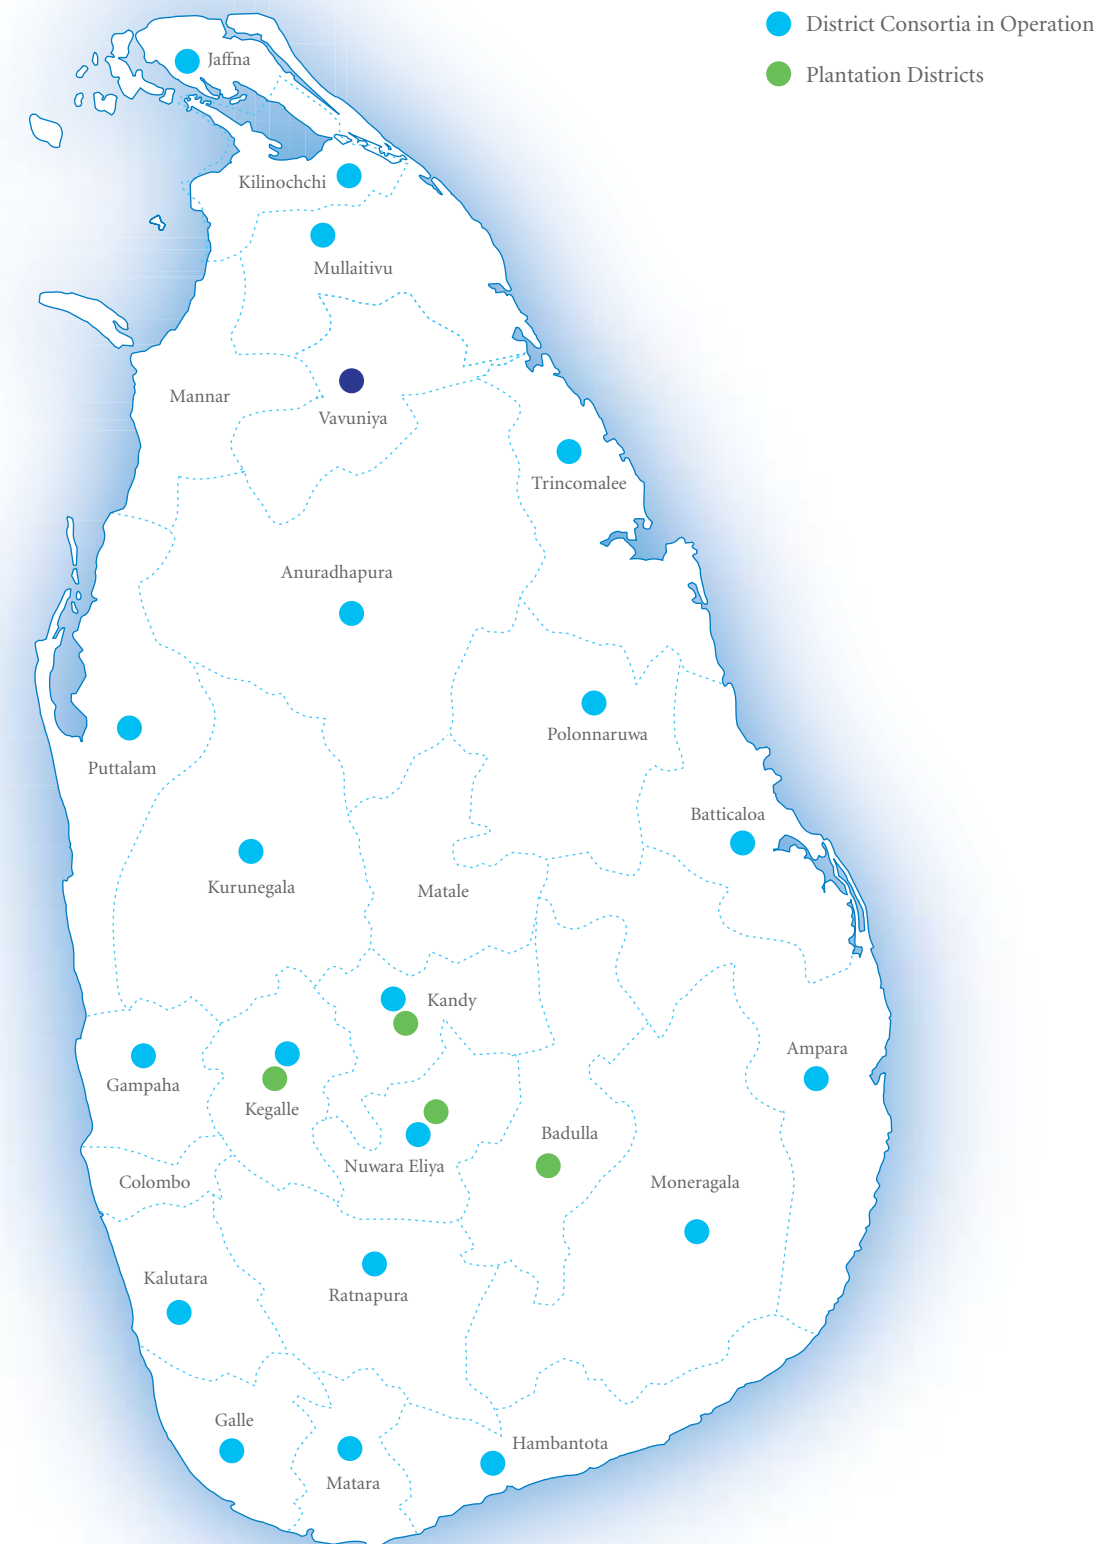 District Consortia in Operation
Plantation Districts
Jaffna
Kilinochchi
Mullaitivu
Mannar
Vavuniya
Trincomalee
Anuradhapura
Polonnaruwa
Puttalam
Batticaloa
Kurunegala
Matale
Kandy
Ampara
Gampaha
Kegalle
Badulla
Nuwara Eliya
Colombo
Moneragala
Kalutara
Ratnapura
Galle
Hambantota
Matara